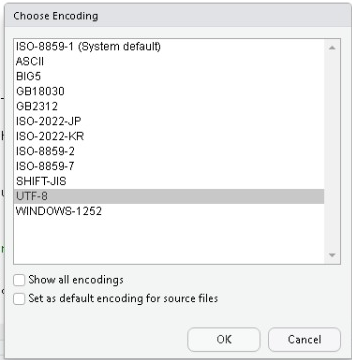 Choose Encoding
ISO-8859-1 (System default)
ASCII
BIG5
GB18030
GB2312
ISO-2022-JP
ISO-2022-KR
ISO-8859-2
ISO-8859-7
SHIFT-JIS
UTF-8
WINDOWS-1252
Show all encodings
Set as default encoding for source files
OK Cancel